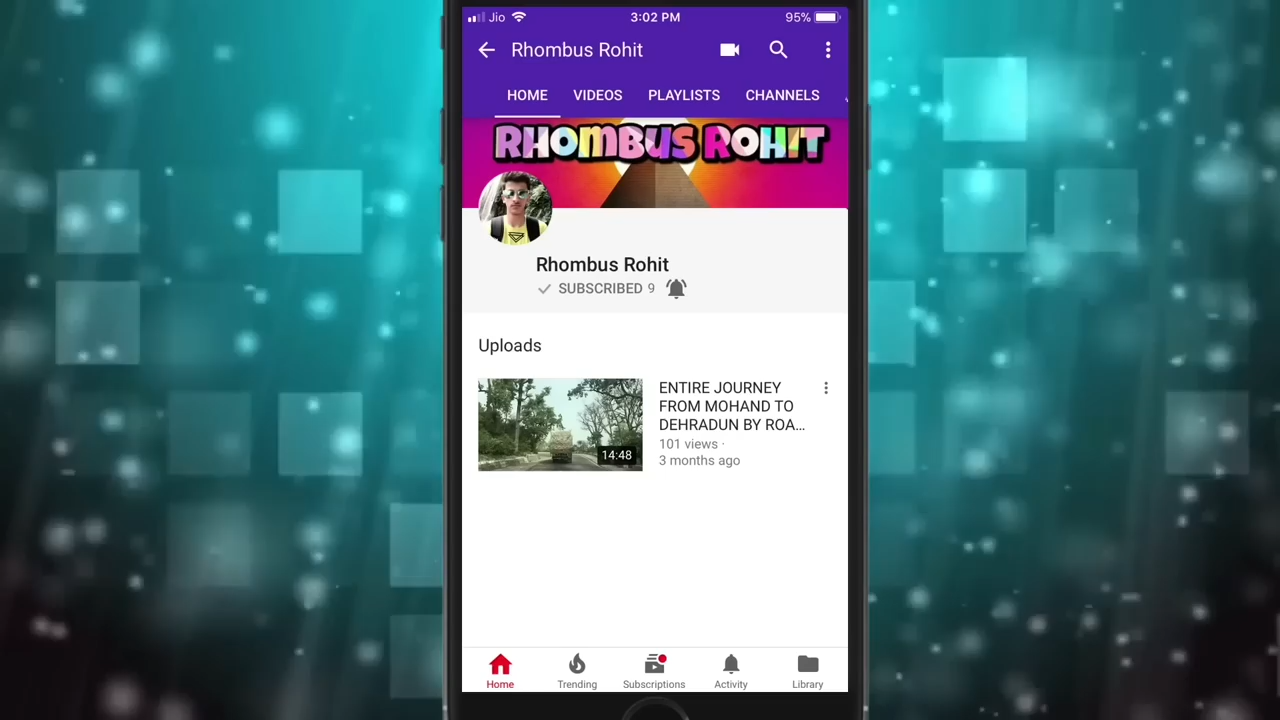 Jio 3:02 PM 95%
Rhombus Rohit
HOME VIDEOS PLAYLISTS CHANNELS
RHOMBUS ROHIT
Rhombus Rohit
SUBSCRIBED 9
Uploads
ENTIRE JOURNEY
FROM MOHAND TO
DEHRADUN BY ROA...
14:48
101 views ·
3 months ago
Home Trending Subscriptions Activity Library